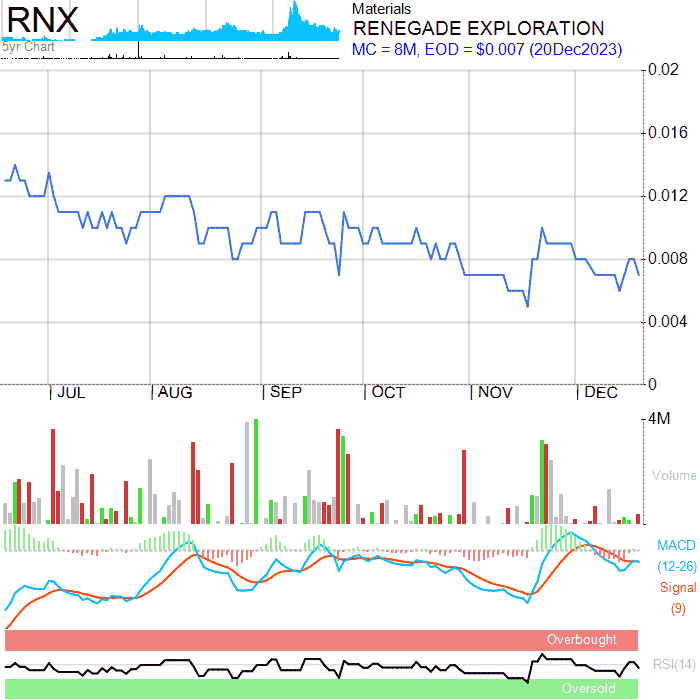 RNX
5yr Chart
Materials
RENEGADE EXPLORATION
MC = 8M, EOD = $0.007 (20Dec2023)
0.02
0.016
0.012
0.008
0.004
0
JUL
AUG
SEP
OCT
NOV
DEC
4M
Volume
MACD
(12-26)
Signal
(9)
Overbought
RSI(14)
Oversold